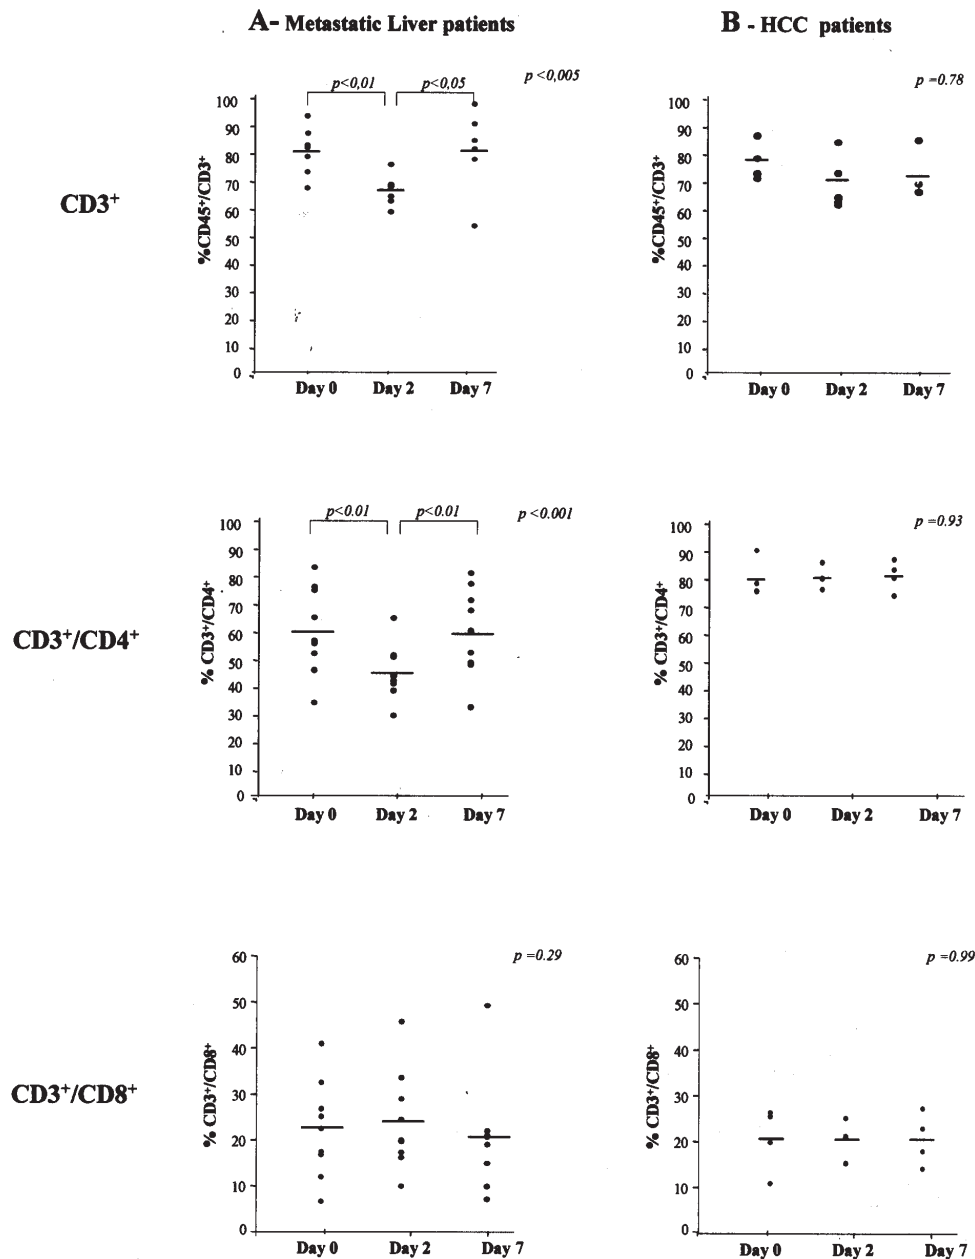 A- Metastatic Liver patients
B - HCC patients
CD3+
p<0,01
p<0,05
p <0,005
%CD45+/CD3+
100
90
80
70
60
50
40
30
20
10
0
Day 0 Day 2 Day 7
p =0.78
%CD45+/CD3+
100
90
80
70
60
50
40
30
20
10
0
Day 0 Day 2 Day 7
CD3+/CD4+
p<0.01
p<0.01
p <0.001
% CD3+/CD4+
100
90
80
70
60
50
40
30
20
10
0
Day 0 Day 2 Day 7
p =0.93
% CD3+/CD4+
100
90
80
70
60
50
40
30
20
10
0
Day 0 Day 2 Day 7
CD3+/CD8+
p =0.29
% CD3+/CD8+
60
50
40
30
20
10
0
Day 0 Day 2 Day 7
p =0.99
% CD3+/CD8+
60
50
40
30
20
10
0
Day 0 Day 2 Day 7